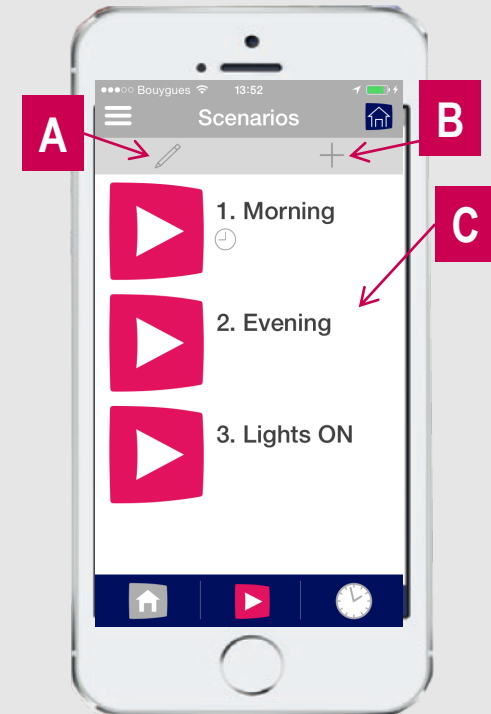 Bouygues 13:52
Scenarios
A
B
1. Morning
C
2. Evening
3. Lights ON